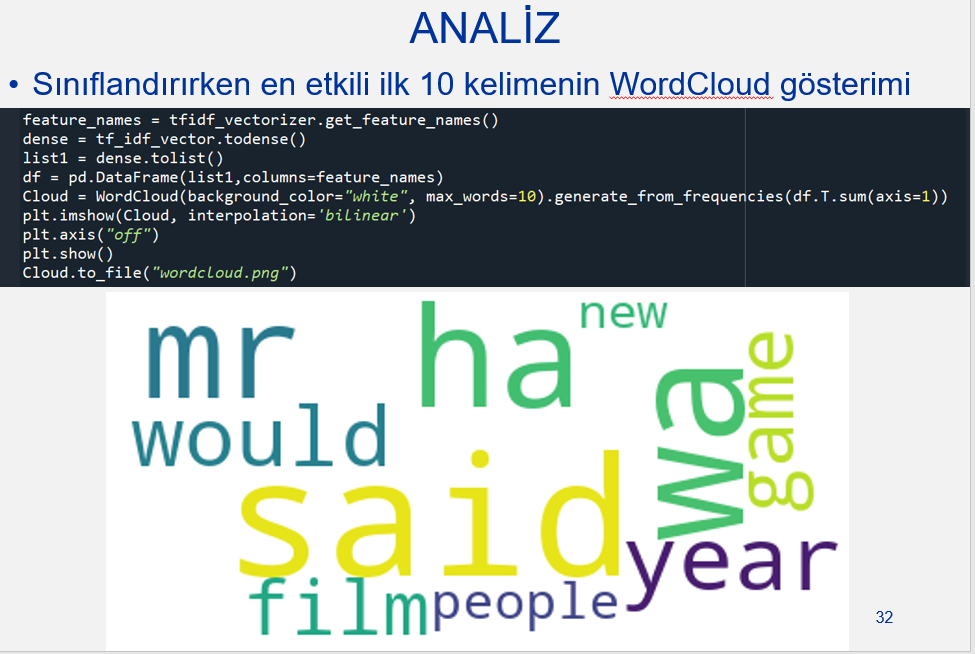 ANALİZ
• Sınıflandırırken en etkili ilk 10 kelimenin WordCloud gösterimi
feature_names = tfidf_vectorizer.get_feature_names()
dense = tf_idf_vector.todense()
list1 = dense.tolist()
df = pd.DataFrame(list1,columns=feature_names)
Cloud = WordCloud(background_color="white", max_words=10).generate_from_frequencies(df.T.sum(axis=1))
plt.imshow(Cloud, interpolation='bilinear')
plt.axis("off")
plt.show()
Cloud.to_file("wordcloud.png")
mr
ha
new
would
wa
game
said
year
film
people
32